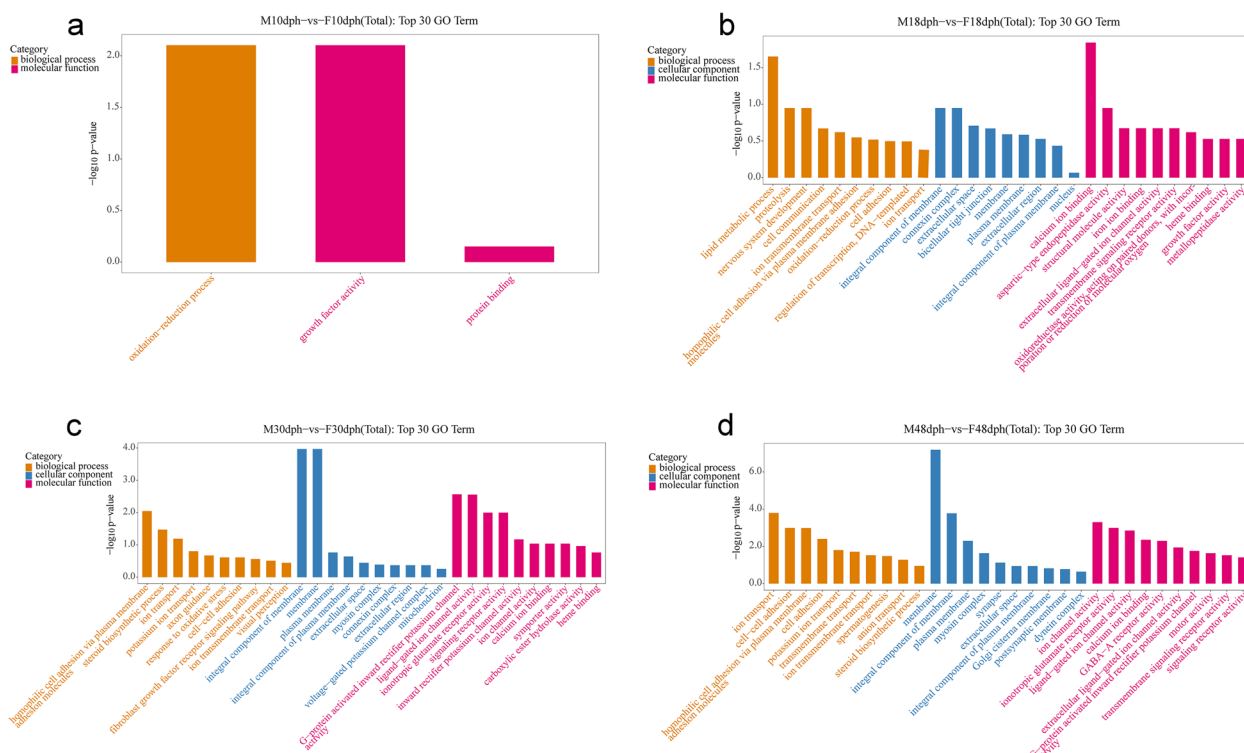 a
M10dph-vs-F10dph(Total): Top 30 GO Term
Category
biological process
molecular function
-log10 p-value
2.0
1.5
1.0
0.5
0.0
oxidation-reduction process
growth factor activity
protein binding
b
M18dph-vs-F18dph(Total): Top 30 GO Term
Category
biological process
cellular component
molecular function
-log10 p-value
1.5
1.0
0.5
0.0
lipid metabolic process
proteolysis
nervous system development
cell communication
ion transmembrane transport
homophilic cell adhesion via plasma membrane adhesion
molecules
oxidation-reduction process
cell adhesion
regulation of transcription, DNA-templated
ion transport
integral component of membrane
connexin complex
extracellular space
bicellular tight junction
membrane
plasma membrane
extracellular region
integral component of plasma membrane
nucleus
calcium ion binding
aspartic-type endopeptidase activity
structural molecule activity
iron ion binding
extracellular ligand-gated ion channel activity
transmembrane signaling receptor activity
oxidoreductase activity, acting on paired donors, with incor-
poration or reduction of molecular oxygen
heme binding
growth factor activity
metallopeptidase activity
c
M30dph-vs-F30dph(Total): Top 30 GO Term
Category
biological process
cellular component
molecular function
-log10 p-value
4.0
3.0
2.0
1.0
0.0
homophilic cell adhesion via plasma membrane
adhesion molecules
steroid biosynthetic process
ion transport
potassium ion transport
axon guidance
response to oxidative stress
cell-cell adhesion
fibroblast growth factor receptor signaling pathway
ion transmembrane transport
visual perception
integral component of membrane
membrane
plasma membrane
integral component of plasma membrane
extracellular space
myosin complex
connexin complex
extracellular region
voltage-gated potassium channel complex
mitochondrion
G-protein activated inward rectifier potassium channel
activity
ligand-gated ion channel activity
ionotropic glutamate receptor activity
signaling receptor activity
inward rectifier potassium channel activity
ion channel activity
calcium ion binding
symporter activity
carboxylic ester hydrolase activity
heme binding
d
M48dph-vs-F48dph(Total): Top 30 GO Term
Category
biological process
cellular component
molecular function
-log10 p-value
6.0
4.0
2.0
0.0
ion transport
cell-cell adhesion
homophilic cell adhesion via plasma membrane
adhesion molecules
cell adhesion
potassium ion transport
transmembrane transport
ion transmembrane transport
spermatogenesis
anion transport
steroid biosynthetic process
membrane
integral component of membrane
plasma membrane
myosin complex
synapse
extracellular space
integral component of plasma membrane
Golgi cisterna membrane
postsynaptic membrane
dynein complex
ion channel activity
ionotropic glutamate receptor activity
ligand-gated ion channel activity
calcium ion binding
GABA-A receptor activity
extracellular ligand-gated ion channel activity
G-protein activated inward rectifier potassium channel
motor activity
transmembrane signaling receptor activity
signaling receptor activity